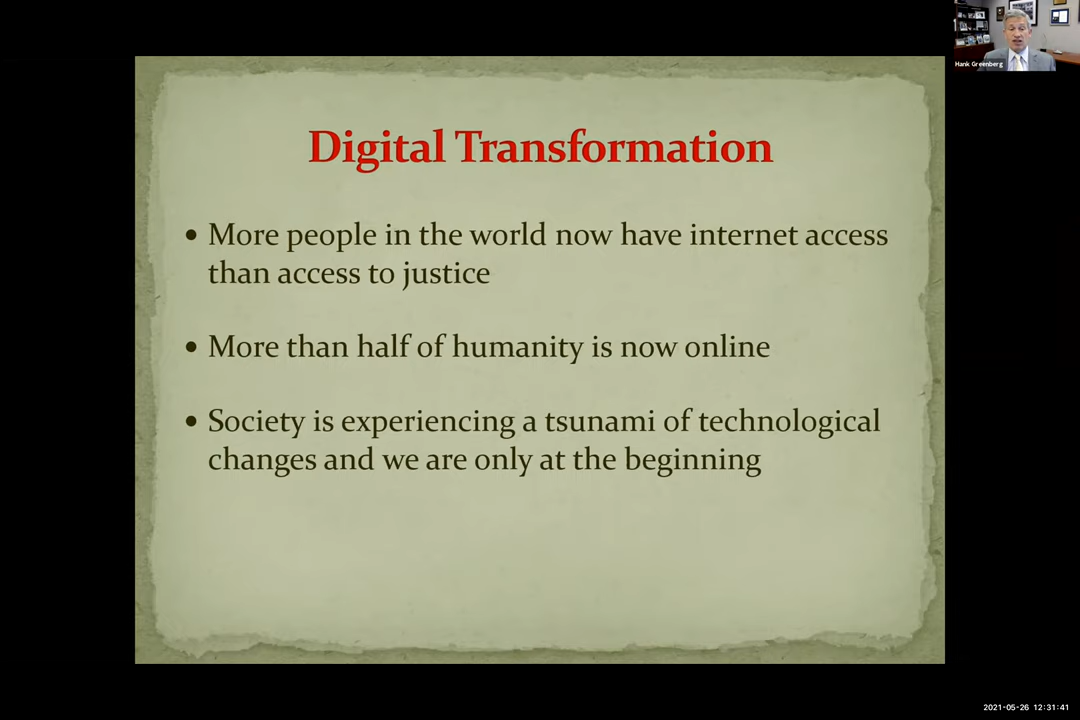 Hank Greenberg
Digital Transformation
• More people in the world now have internet access
than access to justice
• More than half of humanity is now online
• Society is experiencing a tsunami of technological
changes and we are only at the beginning
2021-05-26 12:31:41